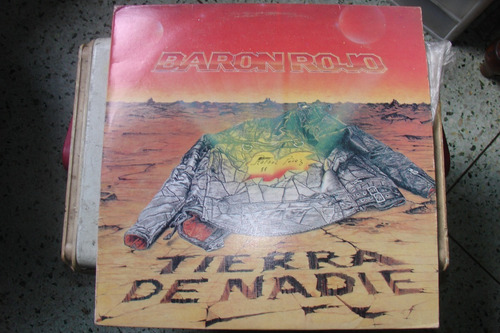 BARON ROJO
TIERRA
DE NADIE